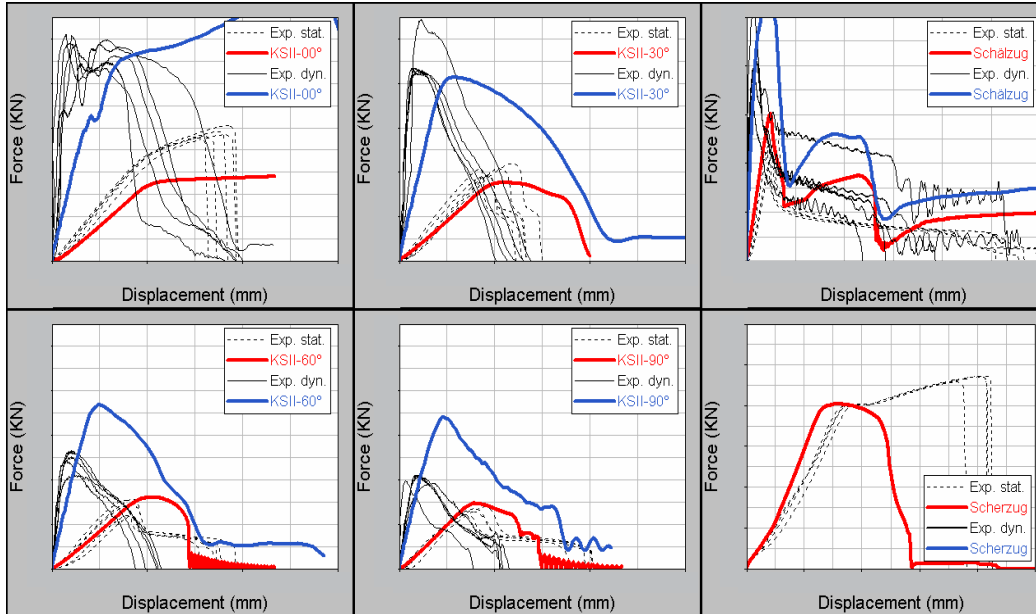 Force (KN)
Exp. stat.
KSII-00°
Exp. dyn.
KSII-00°
Displacement (mm)
Force (KN)
Exp. stat.
KSII-30°
Exp. dyn.
KSII-30°
Displacement (mm)
Force (KN)
Exp. stat.
Schälzug
Exp. dyn.
Schälzug
Displacement (mm)
Force (KN)
Exp. stat.
KSII-60°
Exp. dyn.
KSII-60°
Displacement (mm)
Force (KN)
Exp. stat.
KSII-90°
Exp. dyn.
KSII-90°
Displacement (mm)
Force (KN)
Exp. stat.
Scherzug
Exp. dyn.
Scherzug
Displacement (mm)